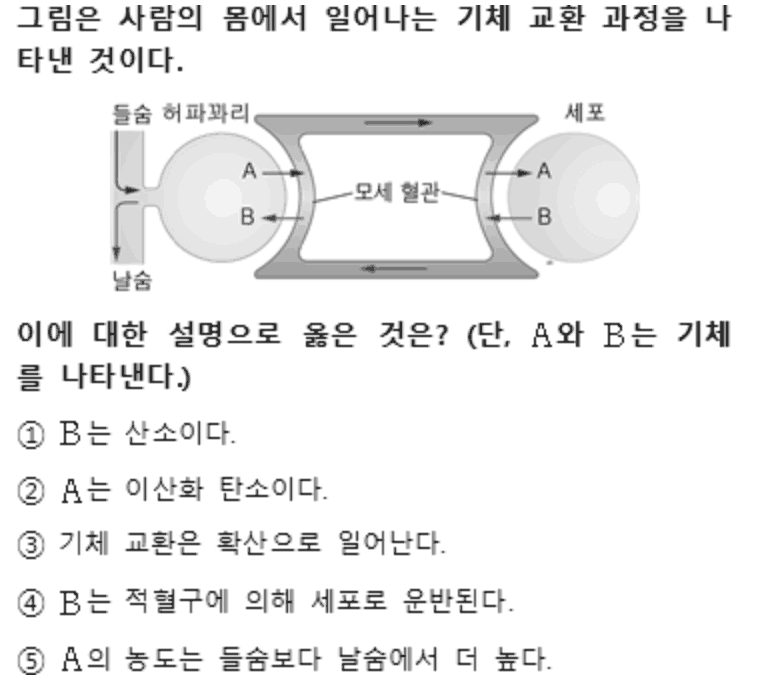 그림은 사람의 몸에서 일어나는 기체 교환 과정을 나
타낸 것이다.
들숨 허파꽈리
세포
A
A
모세 혈관
B
B
날숨
이에 대한 설명으로 옳은 것은? (단, A와 B는 기체
를 나타낸다.)
① B는 산소이다.
② A는 이산화 탄소이다.
③ 기체 교환은 확산으로 일어난다.
④ B는 적혈구에 의해 세포로 운반된다.
⑤ A의 농도는 들숨보다 날숨에서 더 높다.